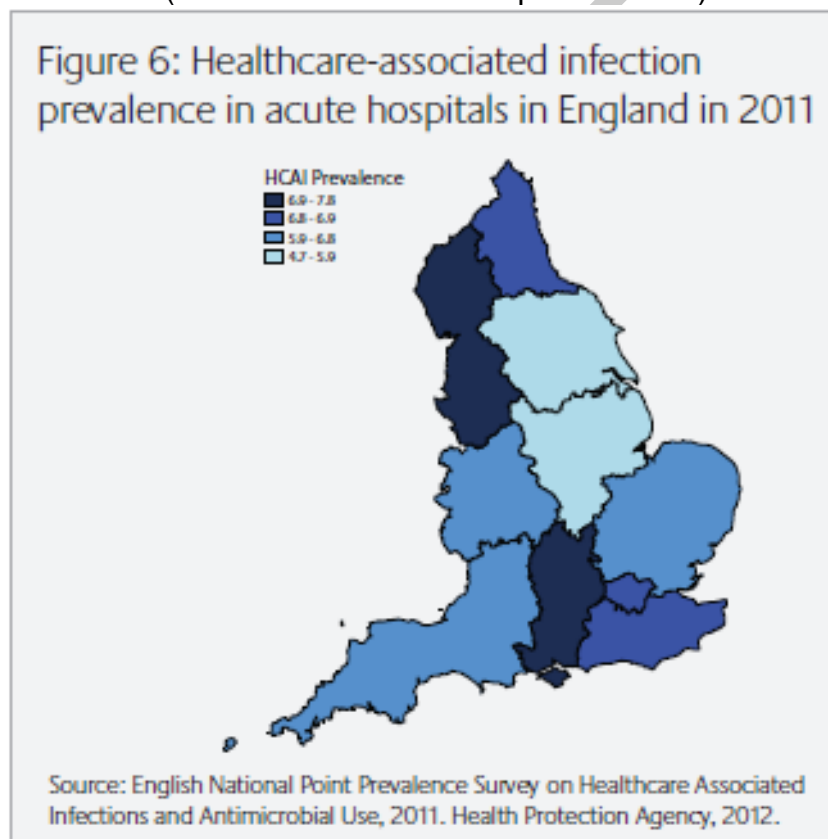 Figure 6: Healthcare-associated infection
prevalence in acute hospitals in England in 2011
HCAI Prevalence
6.9 - 7.8
6.8 - 6.9
5.9 - 6.8
4.7 - 5.9
Source: English National Point Prevalence Survey on Healthcare Associated
Infections and Antimicrobial Use, 2011. Health Protection Agency, 2012.